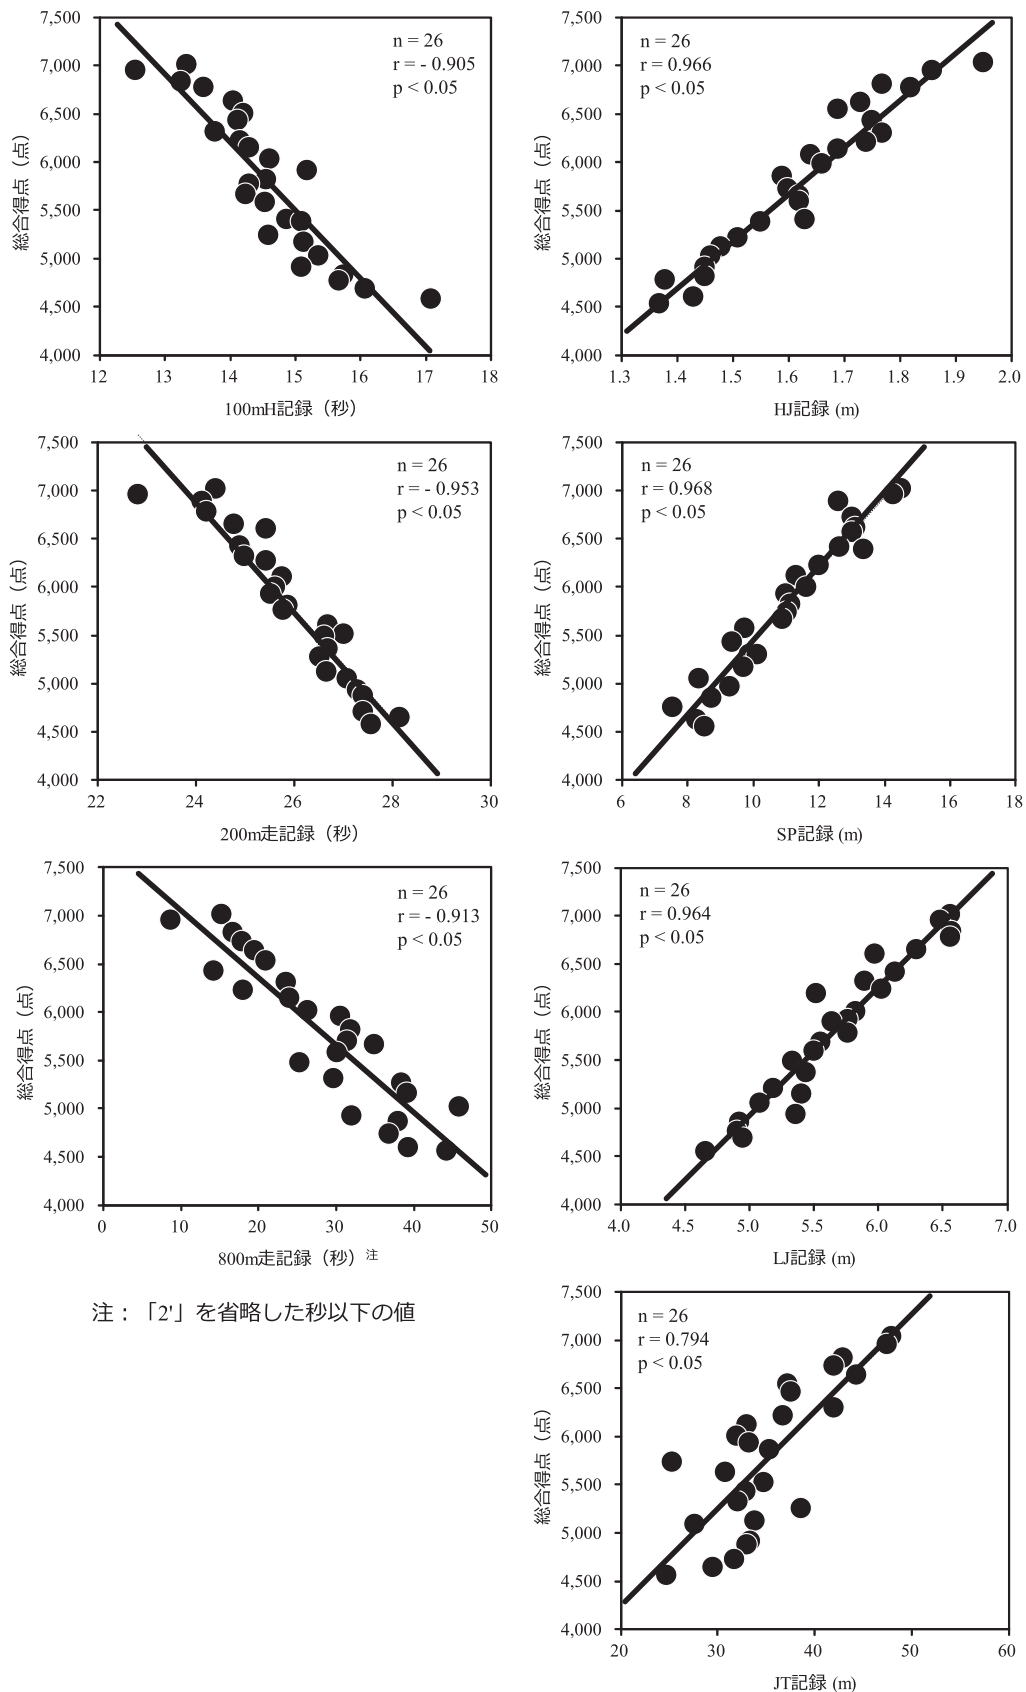 7,500
7,000
6,500
6,000
5,500
5,000
4,500
4,000
総合得点（点）
n = 26
r = - 0.905
p < 0.05
12 13 14 15 16 17 18
100mH記録（秒）
7,500
7,000
6,500
6,000
5,500
5,000
4,500
4,000
総合得点（点）
n = 26
r = 0.966
p < 0.05
1.3 1.4 1.5 1.6 1.7 1.8 1.9 2.0
HJ記録 (m)
7,500
7,000
6,500
6,000
5,500
5,000
4,500
4,000
総合得点（点）
n = 26
r = - 0.953
p < 0.05
22 24 26 28 30
200m走記録（秒）
7,500
7,000
6,500
6,000
5,500
5,000
4,500
4,000
総合得点（点）
n = 26
r = 0.968
p < 0.05
6 8 10 12 14 16 18
SP記録 (m)
7,500
7,000
6,500
6,000
5,500
5,000
4,500
4,000
総合得点（点）
n = 26
r = - 0.913
p < 0.05
0 10 20 30 40 50
800m走記録（秒）注
7,500
7,000
6,500
6,000
5,500
5,000
4,500
4,000
総合得点（点）
n = 26
r = 0.964
p < 0.05
4.0 4.5 5.0 5.5 6.0 6.5 7.0
LJ記録 (m)
注：「2'」を省略した秒以下の値
7,500
7,000
6,500
6,000
5,500
5,000
4,500
4,000
総合得点（点）
n = 26
r = 0.794
p < 0.05
20 30 40 50 60
JT記録 (m)